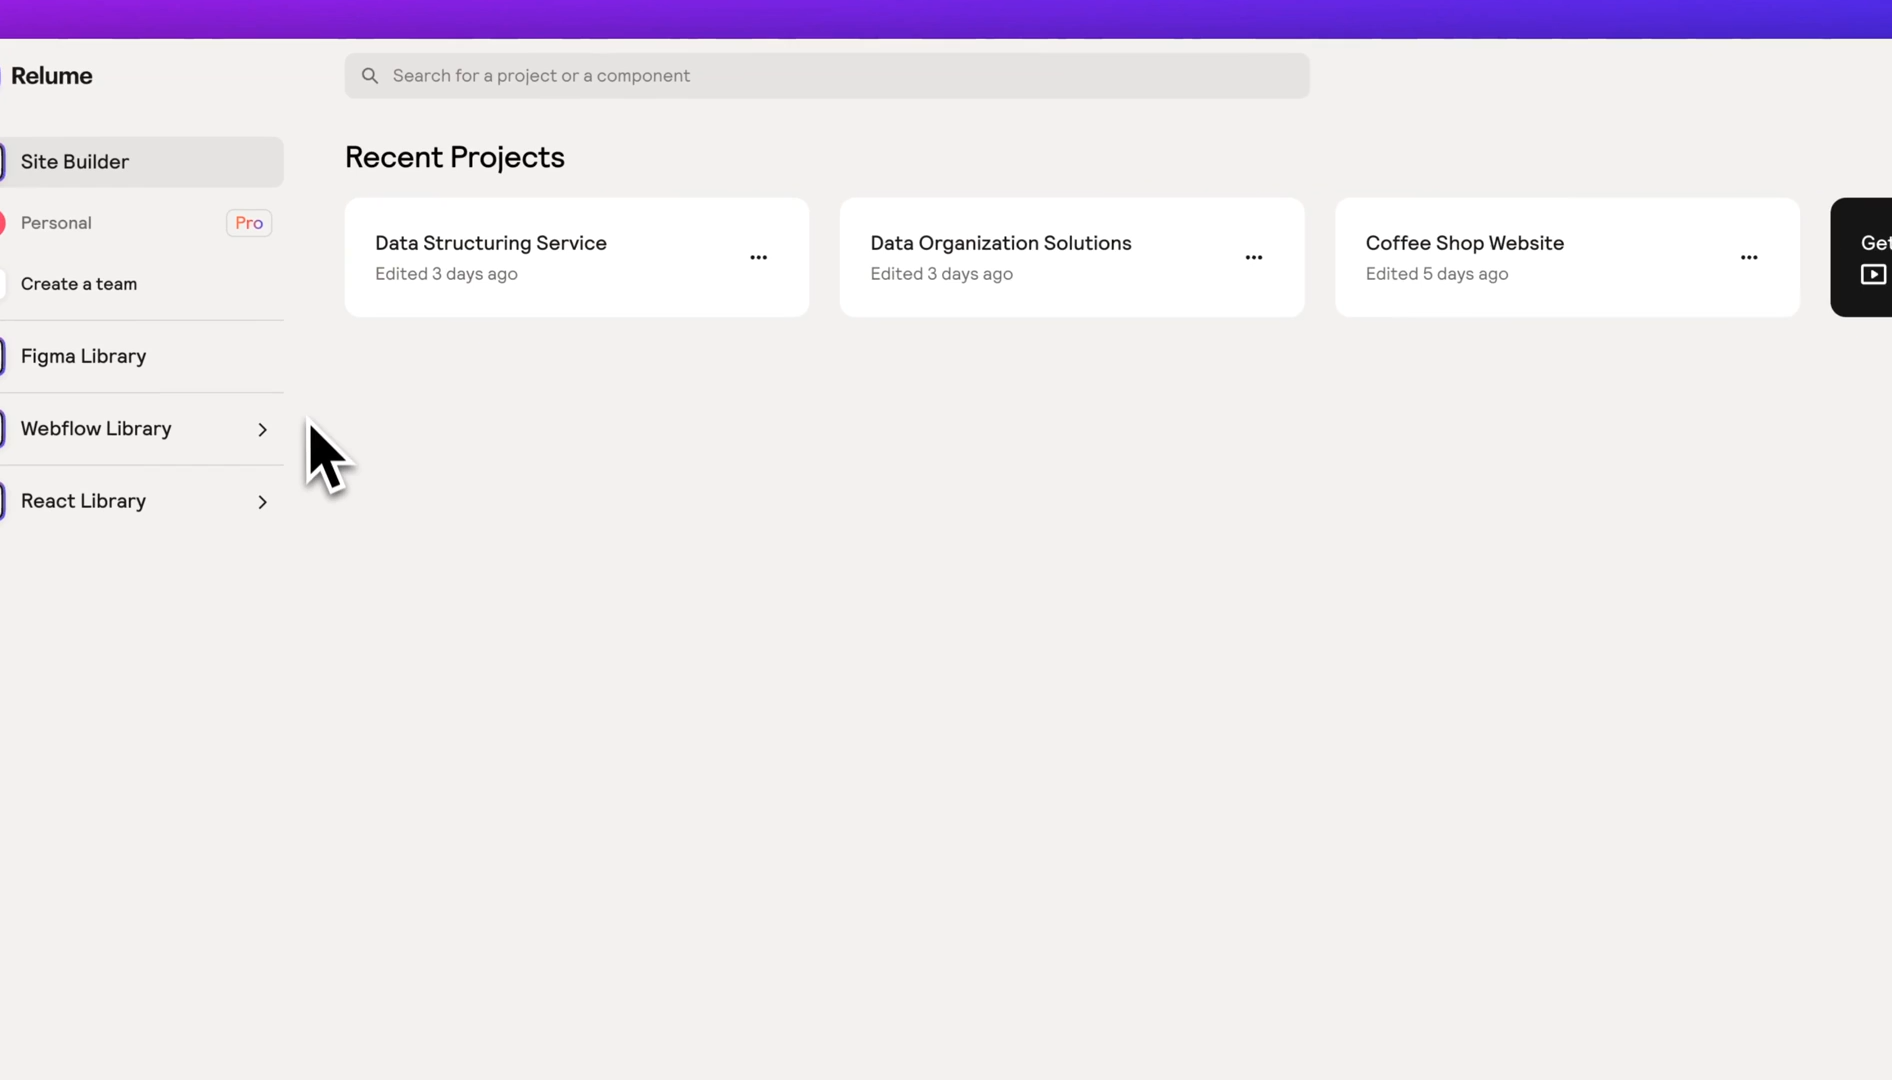 Relume
Search for a project or a component
Site Builder
Personal
Pro
Create a team
Figma Library
Webflow Library
React Library
Recent Projects
Data Structuring Service
Edited 3 days ago
Data Organization Solutions
Edited 3 days ago
Coffee Shop Website
Edited 5 days ago
Get